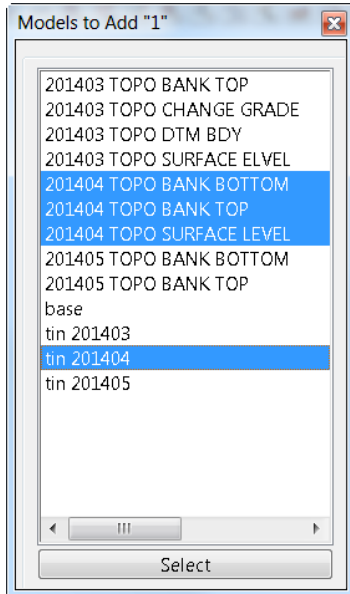 Models to Add "1"
201403 TOPO BANK TOP
201403 TOPO CHANGE GRADE
201403 TOPO DTM BDY
201403 TOPO SURFACE ELVEL
201404 TOPO BANK BOTTOM
201404 TOPO BANK TOP
201404 TOPO SURFACE LEVEL
201405 TOPO BANK BOTTOM
201405 TOPO BANK TOP
base
tin 201403
tin 201404
tin 201405
Select